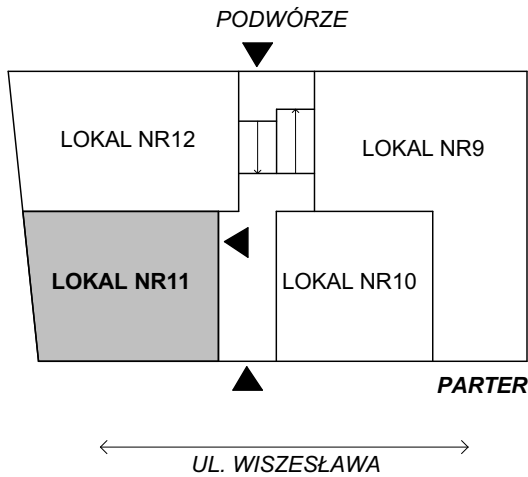 PODWÓRZE
LOKAL NR12
LOKAL NR9
LOKAL NR11
LOKAL NR10
PARTER
UL. WISZESŁAWA